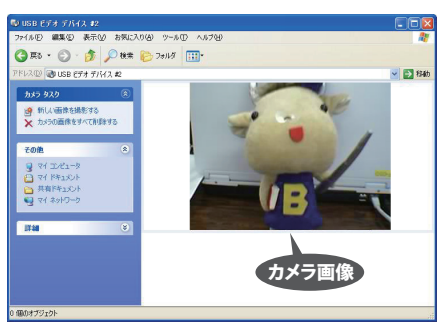 USB ビデオ デバイス #2
ファイル(F) 編集(E) 表示(V) お気に入り(A) ツール(T) ヘルプ(H)
戻る 検索 フォルダ
アドレス(D) USB ビデオ デバイス #2 移動
カメラ タスク
新しい画像を撮影する
カメラの画像をすべて削除する
その他
マイ コンピュータ
マイ ドキュメント
共有ドキュメント
マイ ネットワーク
詳細
B
カメラ画像
0 個のオブジェクト